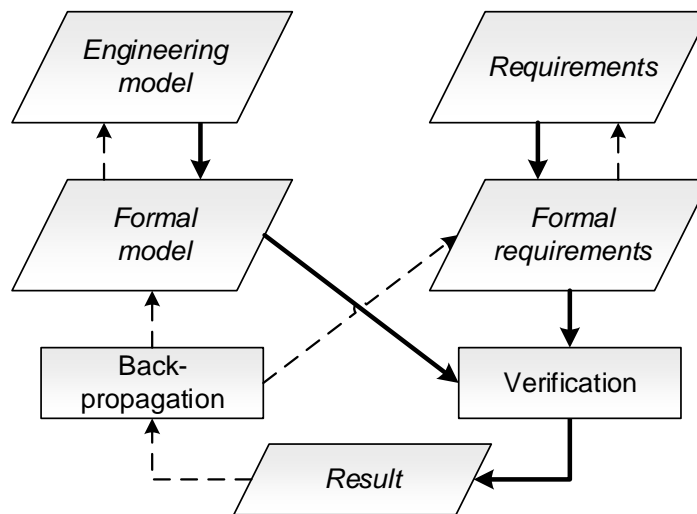 Engineering
model
Requirements
Formal
model
Formal
requirements
Back-
propagation
Verification
Result